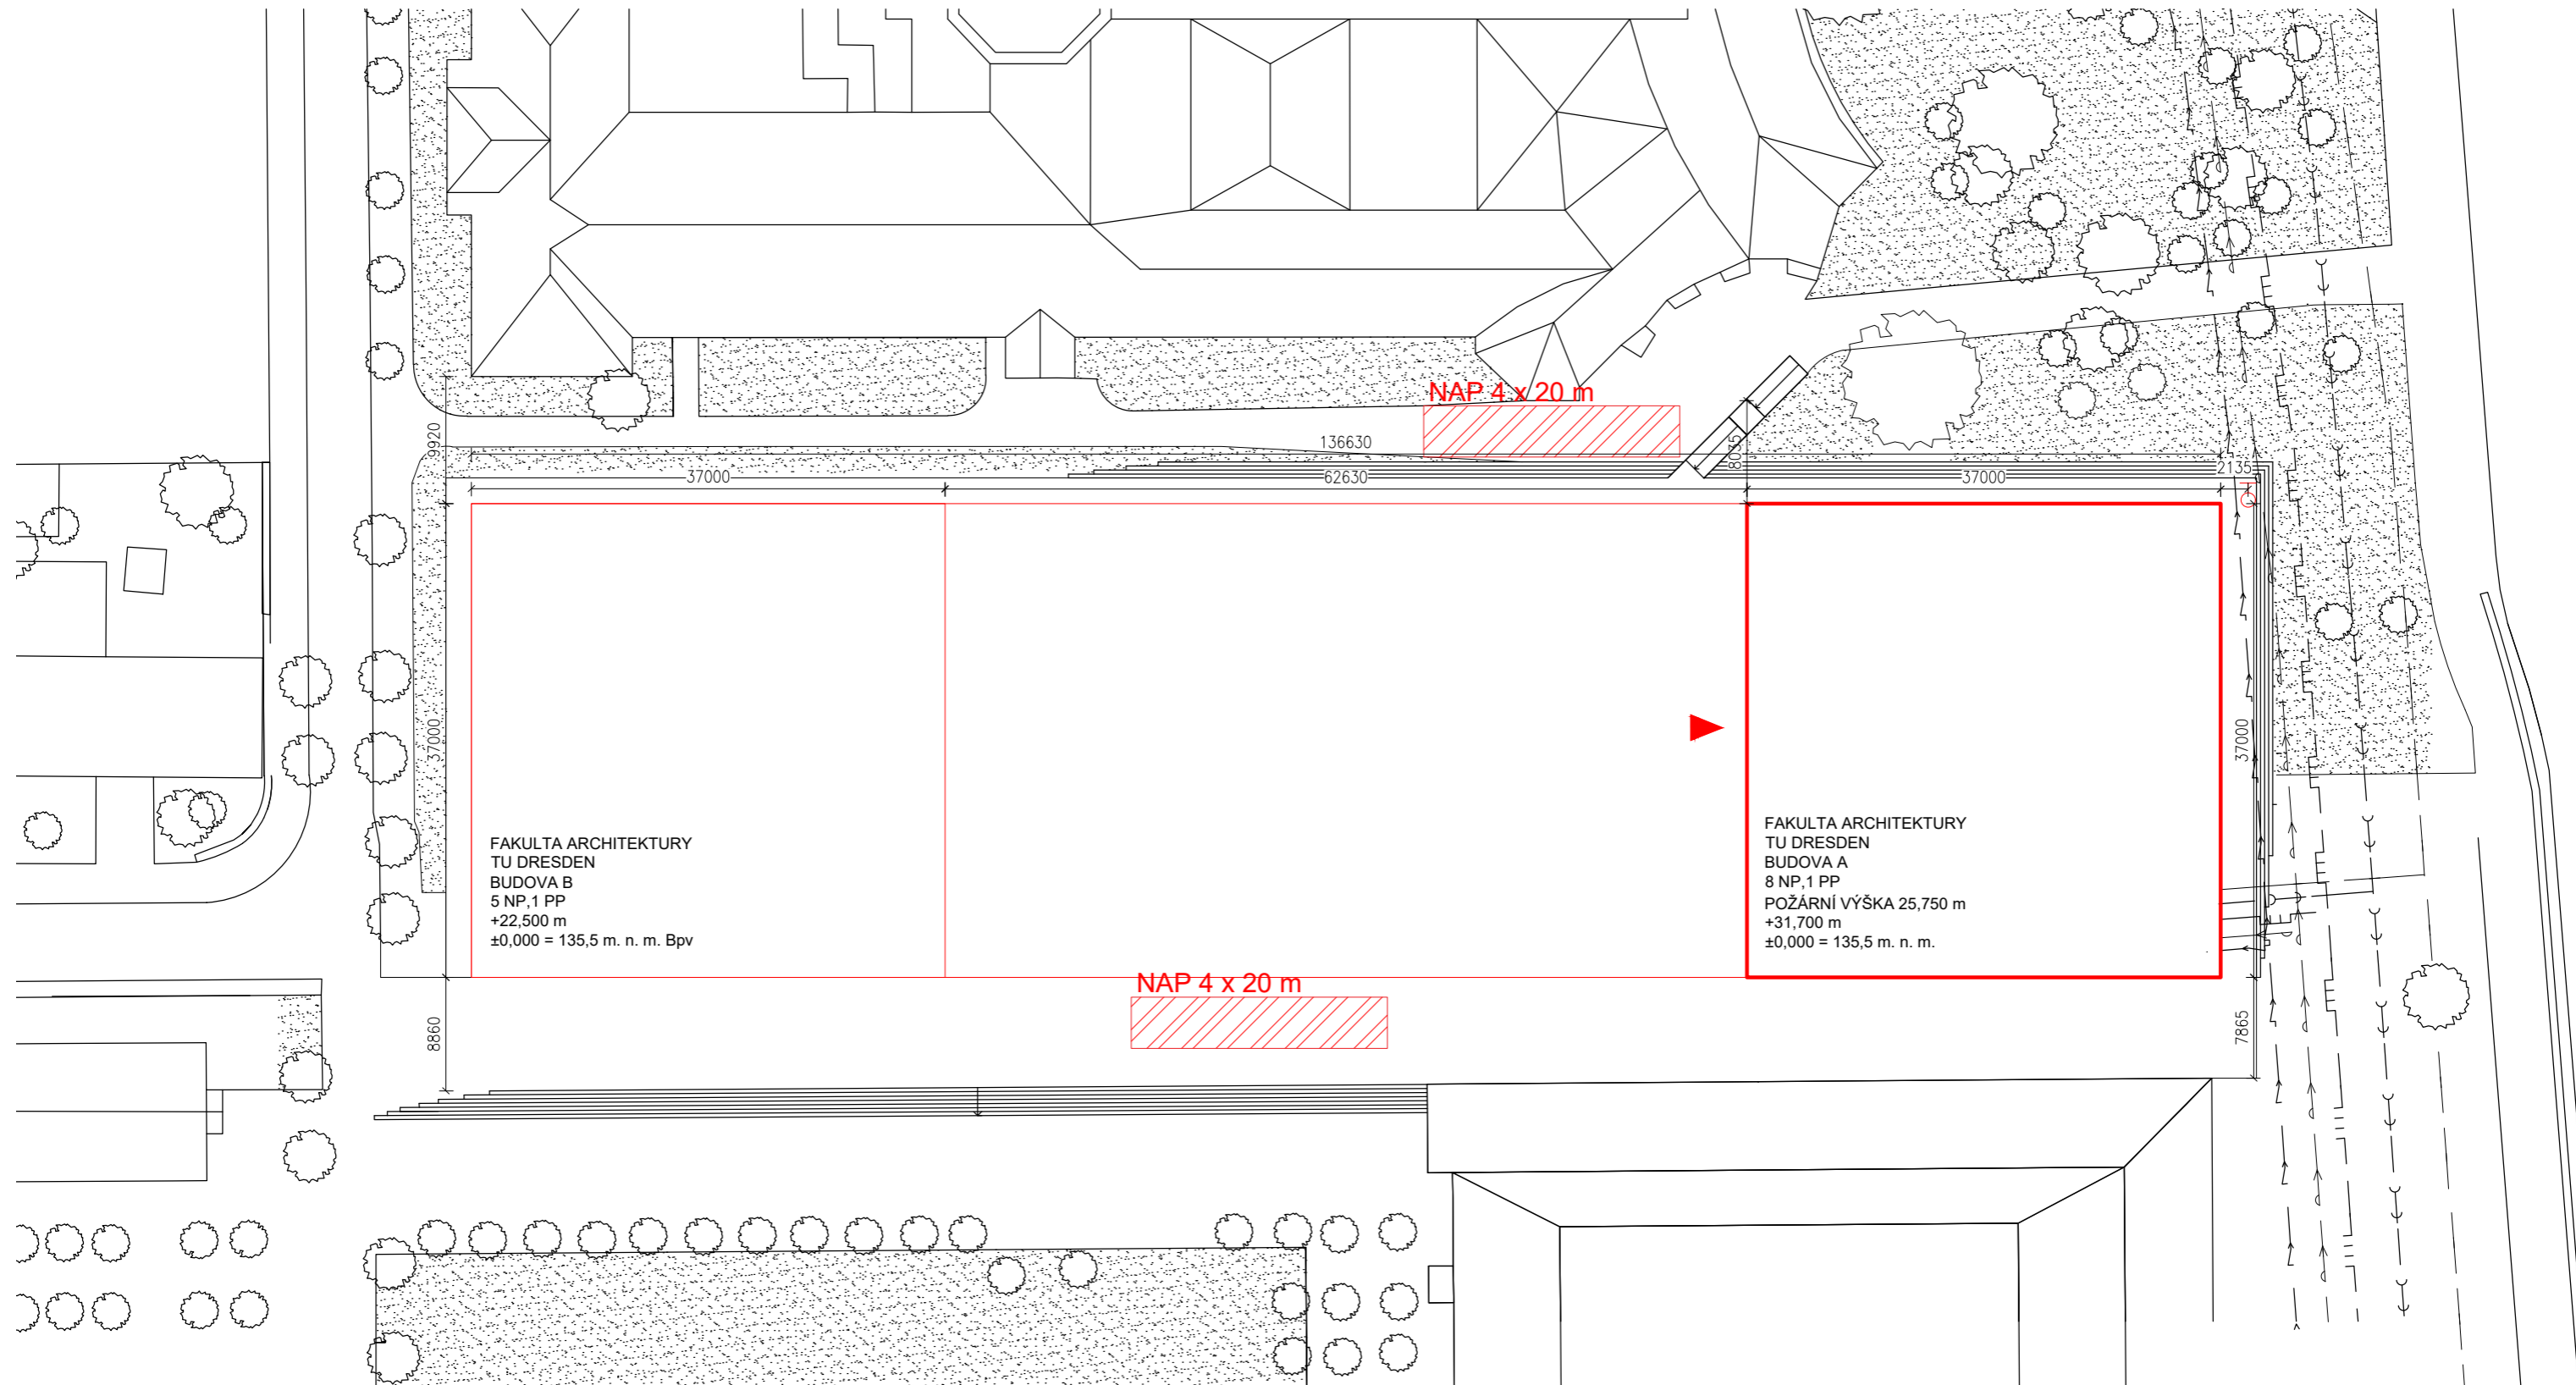 NAP 4 x 20 m
9920
136630
8035
2135
37000
62630
37000
37000
37000
FAKULTA ARCHITEKTURY
TU DRESDEN
BUDOVA B
5 NP,1 PP
+22,500 m
±0,000 = 135,5 m. n. m. Bpv
FAKULTA ARCHITEKTURY
TU DRESDEN
BUDOVA A
8 NP,1 PP
POŽÁRNÍ VÝŠKA 25,750 m
+31,700 m
±0,000 = 135,5 m. n. m.
NAP 4 x 20 m
8860
7865